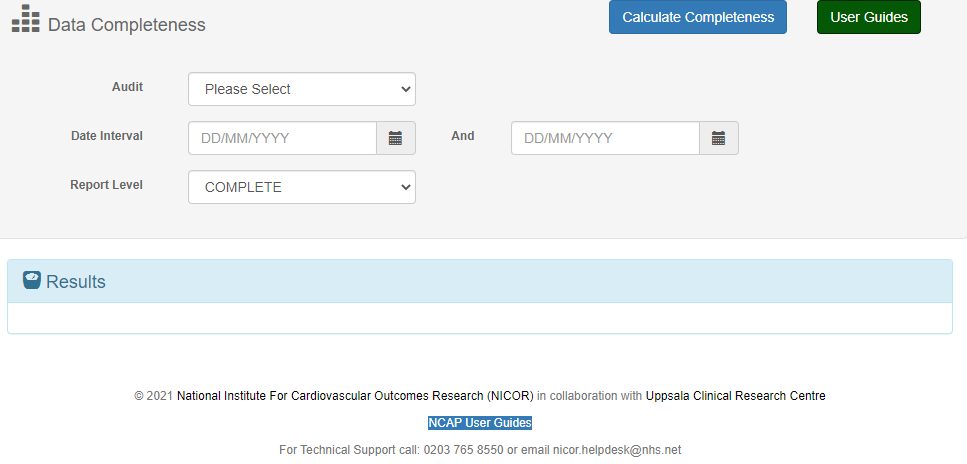 Data Completeness
Calculate Completeness
User Guides
Audit
Please Select
Date Interval
DD/MM/YYYY
And
DD/MM/YYYY
Report Level
COMPLETE
Results
© 2021 National Institute For Cardiovascular Outcomes Research (NICOR) in collaboration with Uppsala Clinical Research Centre
NCAP User Guides
For Technical Support call: 0203 765 8550 or email nicor.helpdesk@nhs.net